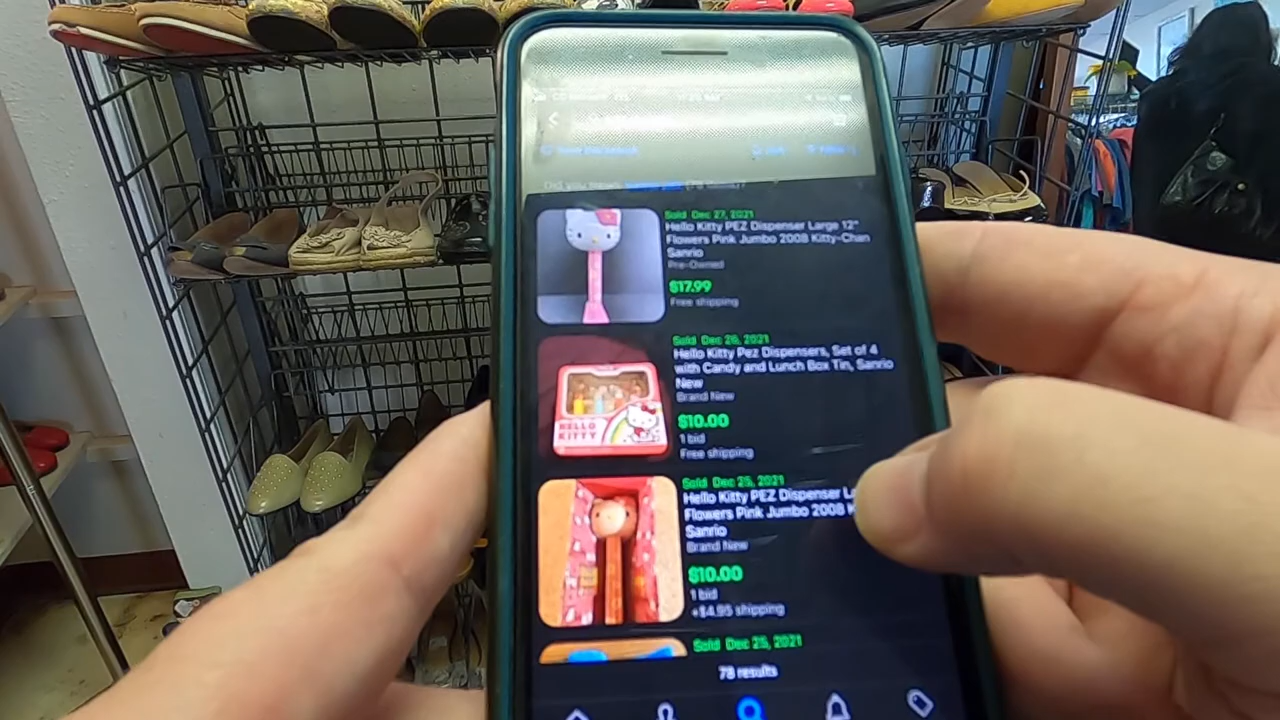 Sold Dec 27, 2021
Hello Kitty PEZ Dispenser Large 12"
Flowers Pink Jumbo 2008 Kitty-Chan
Sanrio
Pre-Owned
$17.99
Free shipping
Sold Dec 26, 2021
Hello Kitty Pez Dispensers, Set of 4
with Candy and Lunch Box Tin, Sanrio
New
Brand New
$10.00
1 bid
Free shipping
HELLO
KITTY
Sold Dec 25, 2021
Hello Kitty PEZ Dispenser
Flowers Pink Jumbo 2008
Sanrio
Brand New
$10.00
1 bid
+$4.95 shipping
Sold Dec 25, 2021
78 results